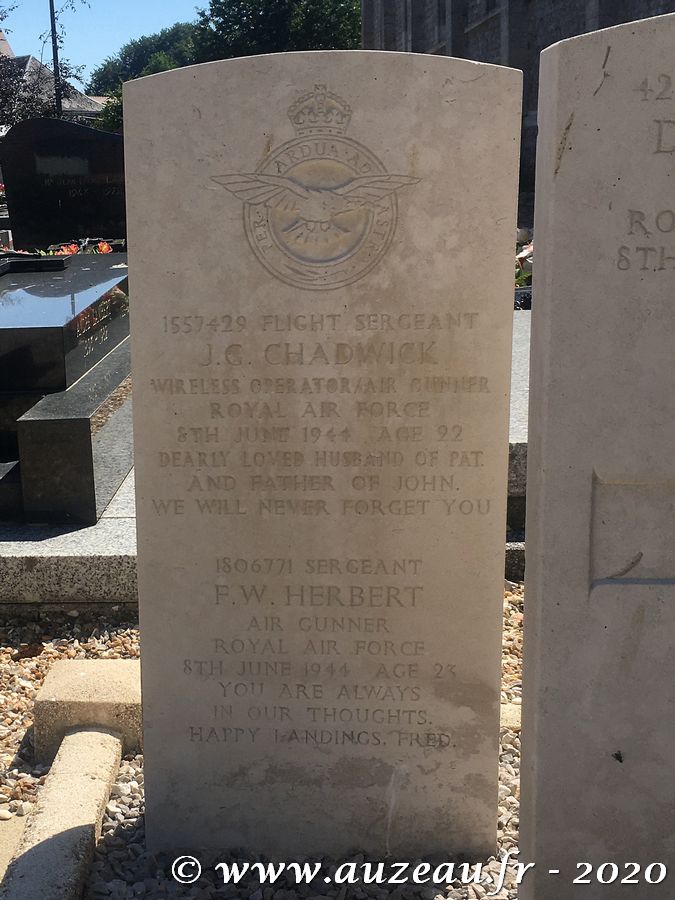 PER ARDUA AD ASTRA
1557429 FLIGHT SERGEANT
J.G. CHADWICK
WIRELESS OPERATOR/AIR GUNNER
ROYAL AIR FORCE
8TH JUNE 1944 AGE 22
DEARLY LOVED HUSBAND OF PAT.
AND FATHER OF JOHN.
WE WILL NEVER FORGET YOU
1806771 SERGEANT
F.W. HERBERT
AIR GUNNER
ROYAL AIR FORCE
8TH JUNE 1944 AGE 23
YOU ARE ALWAYS
IN OUR THOUGHTS.
HAPPY LANDINGS, FRED.
42
D
RO
8TH
© www.auzeau.fr - 2020